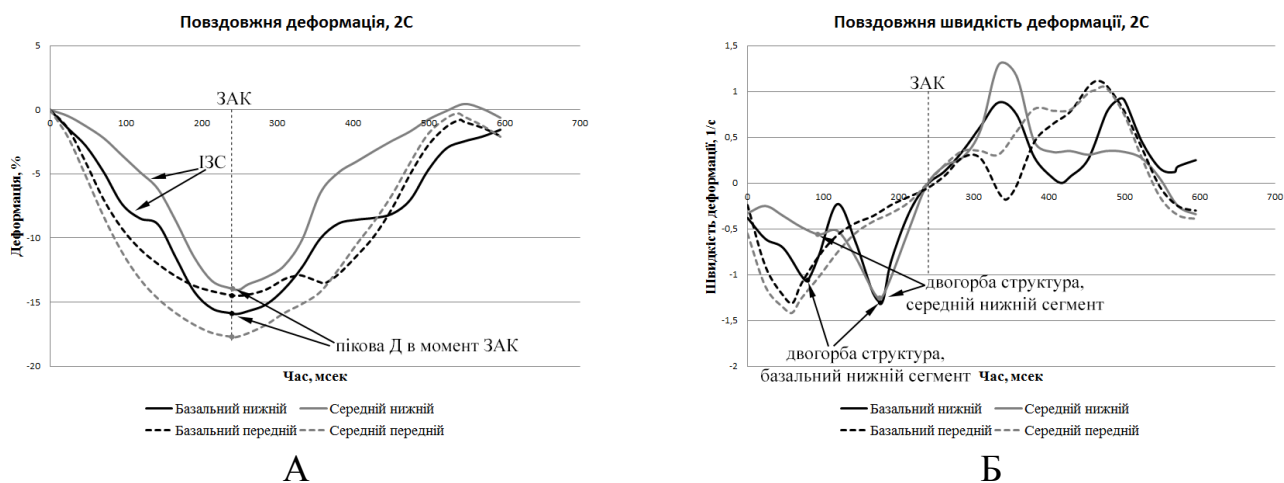 Повздовжня деформація, 2С
5
0
-5
-10
-15
-20
0 100 200 300 400 500 600 700
Деформація, %
ЗАК
ІЗС
пікова Д в момент ЗАК
Час, мсек
Базальний нижній Середній нижній
Базальний передній Середній передній
А
Повздовжня швидкість деформації, 2С
1,5
1
0,5
0
-0,5
-1
-1,5
-2
0 100 200 300 400 500 600 700
Швидкість деформації, 1/с
ЗАК
двогорба структура,
середній нижній сегмент
двогорба структура,
базальний нижній сегмент
Час, мсек
Базальний нижній Середній нижній
Базальний передній Середній передній
Б